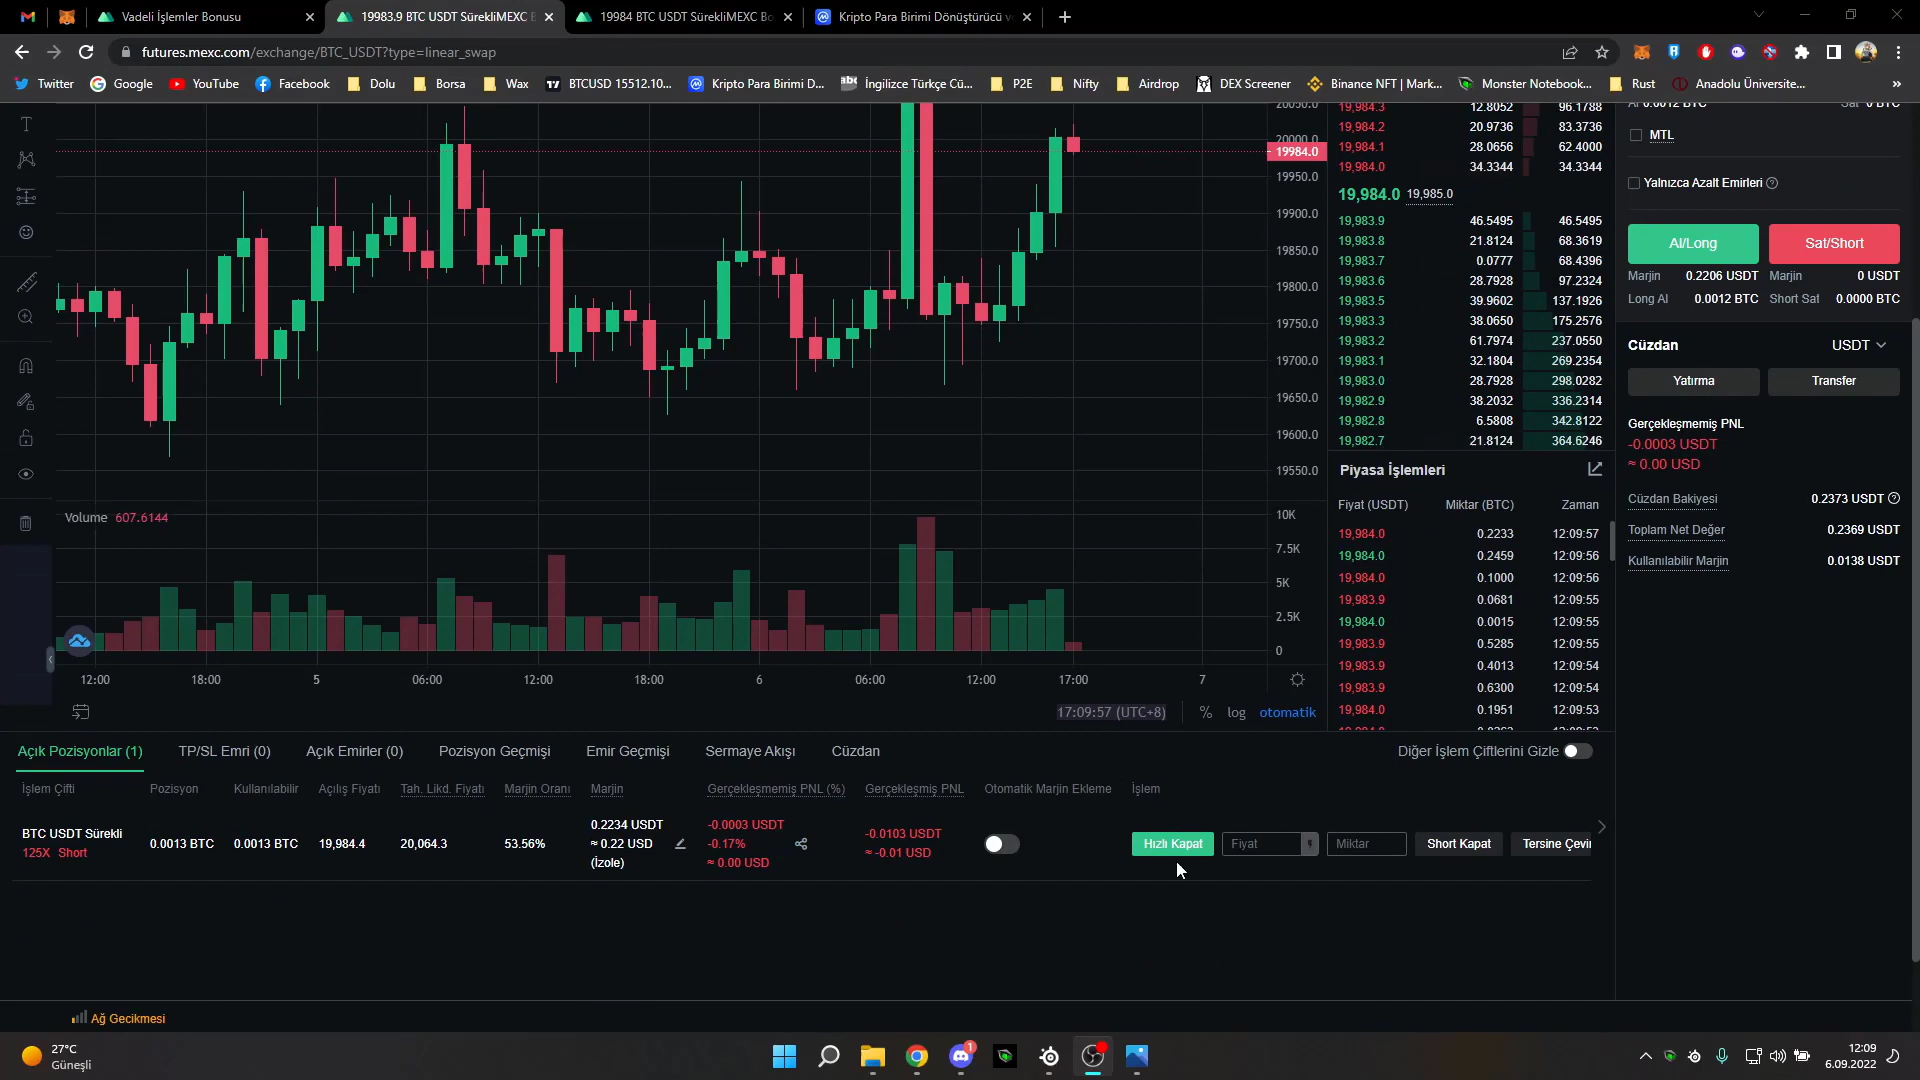 Vadeli İşlemler Bonusu
19983.9 BTC USDT SürekliMEXC B
19984 BTC USDT SürekliMEXC Bo
Kripto Para Birimi Dönüştürücü v
futures.mexc.com/exchange/BTC_USDT?type=linear_swap
Twitter
Google
YouTube
Facebook
Dolu
Borsa
Wax
BTCUSD 15512.10...
Kripto Para Birimi D...
İngilizce Türkçe Cü...
P2E
Nifty
Airdrop
DEX Screener
Binance NFT | Mark...
Monster Notebook...
Rust
Anadolu Üniversite...
»
20050.0
20000.0
19984.0
19950.0
19900.0
19850.0
19800.0
19750.0
19700.0
19650.0
19600.0
19550.0
Volume 607.6144
10K
7.5K
5K
2.5K
0
12:00
18:00
5
06:00
12:00
18:00
6
06:00
12:00
17:00
7
17:09:57 (UTC+8)
%
log
otomatik
19,984.3 12.8052 96.1788
19,984.2 20.9736 83.3736
19,984.1 28.0656 62.4000
19,984.0 34.3344 34.3344
19,984.0 19,985.0
19,983.9 46.5495 46.5495
19,983.8 21.8124 68.3619
19,983.7 0.0777 68.4396
19,983.6 28.7928 97.2324
19,983.5 39.9602 137.1926
19,983.3 38.0650 175.2576
19,983.2 61.7974 237.0550
19,983.1 32.1804 269.2354
19,983.0 28.7928 298.0282
19,982.9 38.2032 336.2314
19,982.8 6.5808 342.8122
19,982.7 21.8124 364.6246
Piyasa İşlemleri
Fiyat (USDT) Miktar (BTC) Zaman
19,984.0 0.2233 12:09:57
19,984.0 0.2459 12:09:56
19,984.0 0.1000 12:09:56
19,983.9 0.0681 12:09:55
19,984.0 0.0015 12:09:55
19,983.9 0.5285 12:09:55
19,983.9 0.4013 12:09:54
19,983.9 0.6300 12:09:54
19,984.0 0.1951 12:09:53
Al 0.0012 BTC Sat 0 BTC
MTL
Yalnızca Azalt Emirleri
Al/Long
Sat/Short
Marjin 0.2206 USDT Marjin 0 USDT
Long Al 0.0012 BTC Short Sat 0.0000 BTC
Cüzdan USDT
Yatırma
Transfer
Gerçekleşmemiş PNL
-0.0003 USDT
≈ 0.00 USD
Cüzdan Bakiyesi 0.2373 USDT
Toplam Net Değer 0.2369 USDT
Kullanılabilir Marjin 0.0138 USDT
Açık Pozisyonlar (1)
TP/SL Emri (0)
Açık Emirler (0)
Pozisyon Geçmişi
Emir Geçmişi
Sermaye Akışı
Cüzdan
Diğer İşlem Çiftlerini Gizle
İşlem Çifti
Pozisyon
Kullanılabilir
Açılış Fiyatı
Tah. Likd. Fiyatı
Marjin Oranı
Marjin
Gerçekleşmemiş PNL (%)
Gerçekleşmiş PNL
Otomatik Marjin Ekleme
İşlem
BTC USDT Sürekli
125X Short
0.0013 BTC
0.0013 BTC
19,984.4
20,064.3
53.56%
0.2234 USDT
≈ 0.22 USD
(İzole)
-0.0003 USDT
-0.17%
≈ 0.00 USD
-0.0103 USDT
≈ -0.01 USD
Hızlı Kapat
Fiyat
Miktar
Short Kapat
Tersine Çevir
Ağ Gecikmesi
27°C
Güneşli
1
12:09
6.09.2022